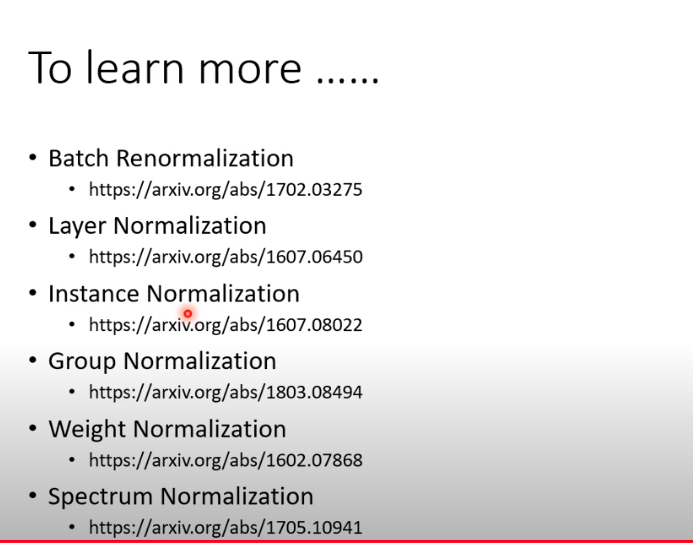 To learn more ……
• Batch Renormalization
• https://arxiv.org/abs/1702.03275
• Layer Normalization
• https://arxiv.org/abs/1607.06450
• Instance Normalization
• https://arxiv.org/abs/1607.08022
• Group Normalization
• https://arxiv.org/abs/1803.08494
• Weight Normalization
• https://arxiv.org/abs/1602.07868
• Spectrum Normalization
• https://arxiv.org/abs/1705.10941